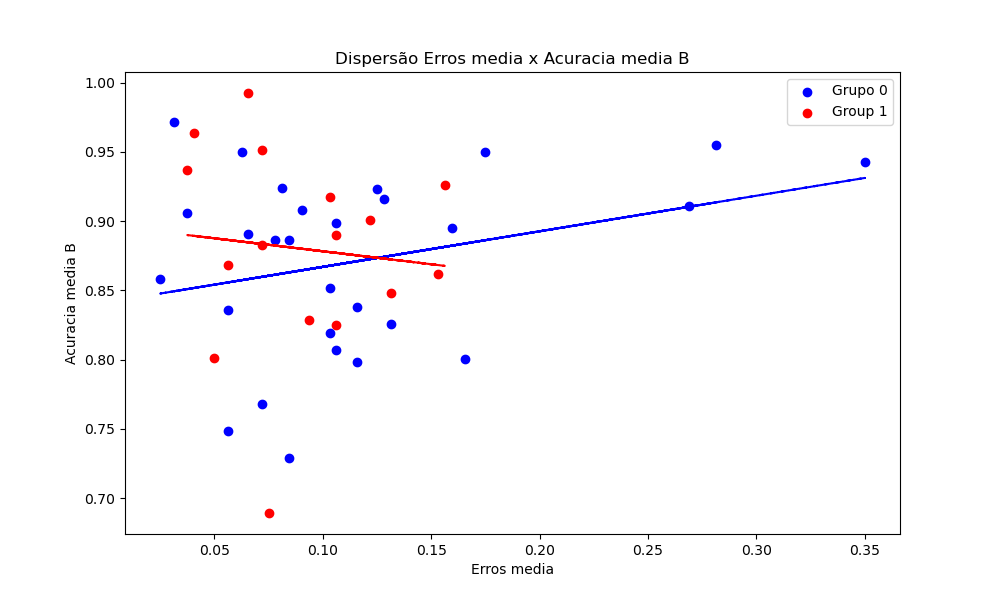 Dispersão Erros media x Acuracia media B
Grupo 0
Group 1
Acuracia media B
1.00
0.95
0.90
0.85
0.80
0.75
0.70
0.05
0.10
0.15
0.20
0.25
0.30
0.35
Erros media